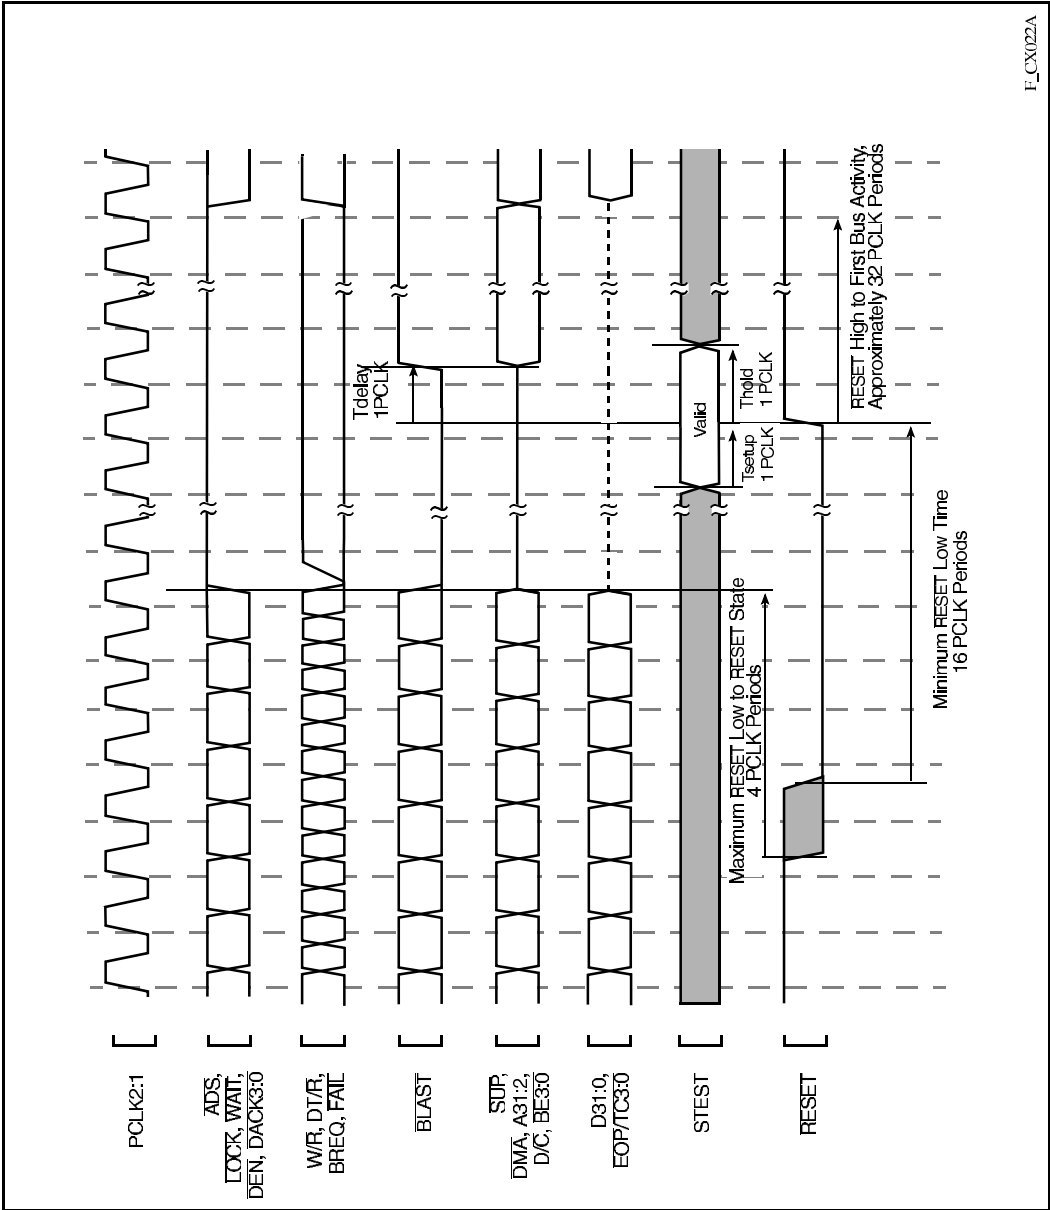 PCLK2:1
ADS,
LOCK, WAIT,
DEN, DACK3:0
W/R, DT/R,
BREQ, FAIL
BLAST
SUP,
DMA, A31:2,
D/C, BE3:0
D31:0,
EOP/TC3:0
STEST
RESET
Tdelay
1PCLK
Valid
Tsetup
1 PCLK
Thold
1 PCLK
Maximum RESET Low to RESET State
4 PCLK Periods
RESET High to First Bus Activity,
Approximately 32 PCLK Periods
Minimum RESET Low Time
16 PCLK Periods
F_CX022A